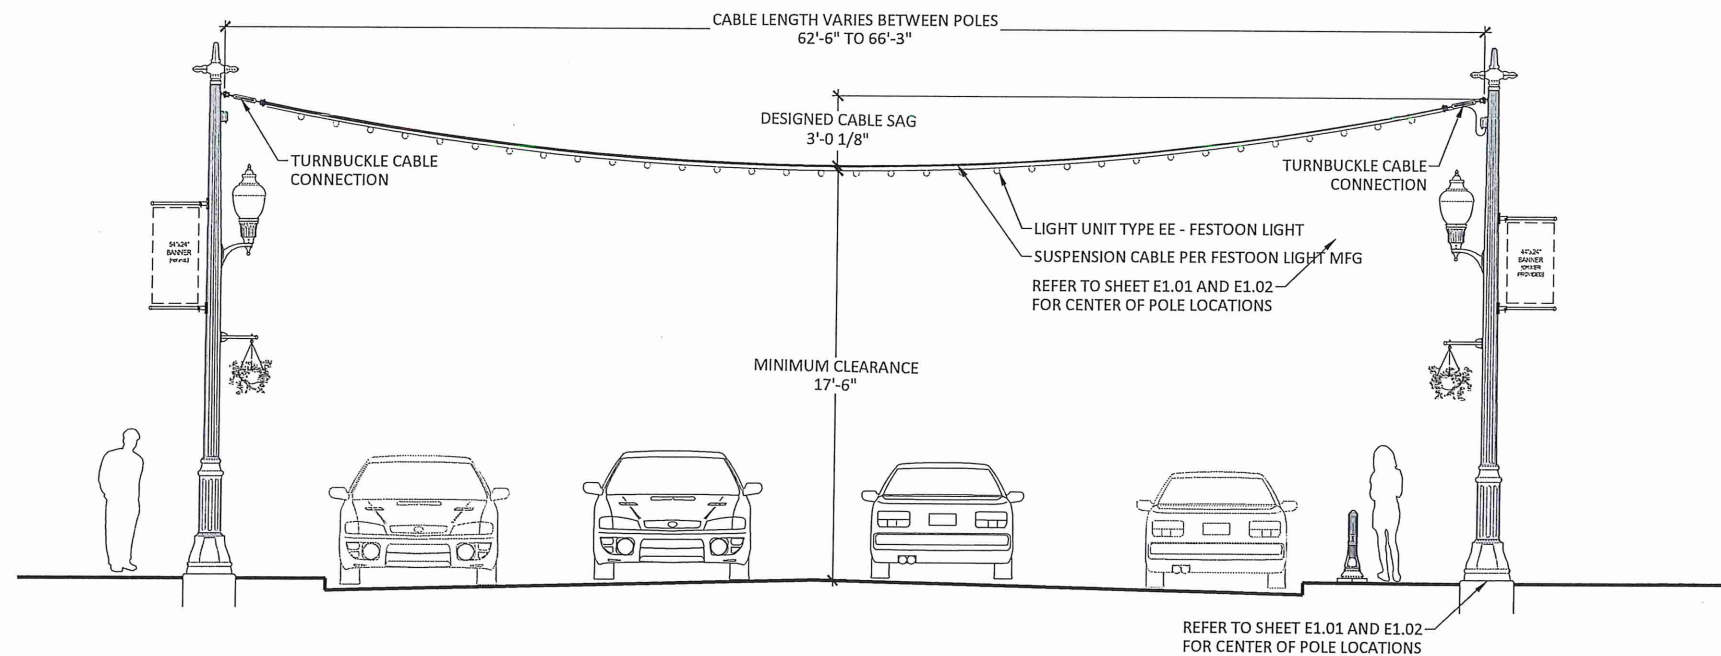 CABLE LENGTH VARIES BETWEEN POLES
62'-6" TO 66'-3"
DESIGNED CABLE SAG
3'-0 1/8"
TURNBUCKLE CABLE
CONNECTION
TURNBUCKLE CABLE
CONNECTION
LIGHT UNIT TYPE EE - FESTOON LIGHT
SUSPENSION CABLE PER FESTOON LIGHT MFG
REFER TO SHEET E1.01 AND E1.02
FOR CENTER OF POLE LOCATIONS
BANNER
BANNER
MINIMUM CLEARANCE
17'-6"
REFER TO SHEET E1.01 AND E1.02
FOR CENTER OF POLE LOCATIONS